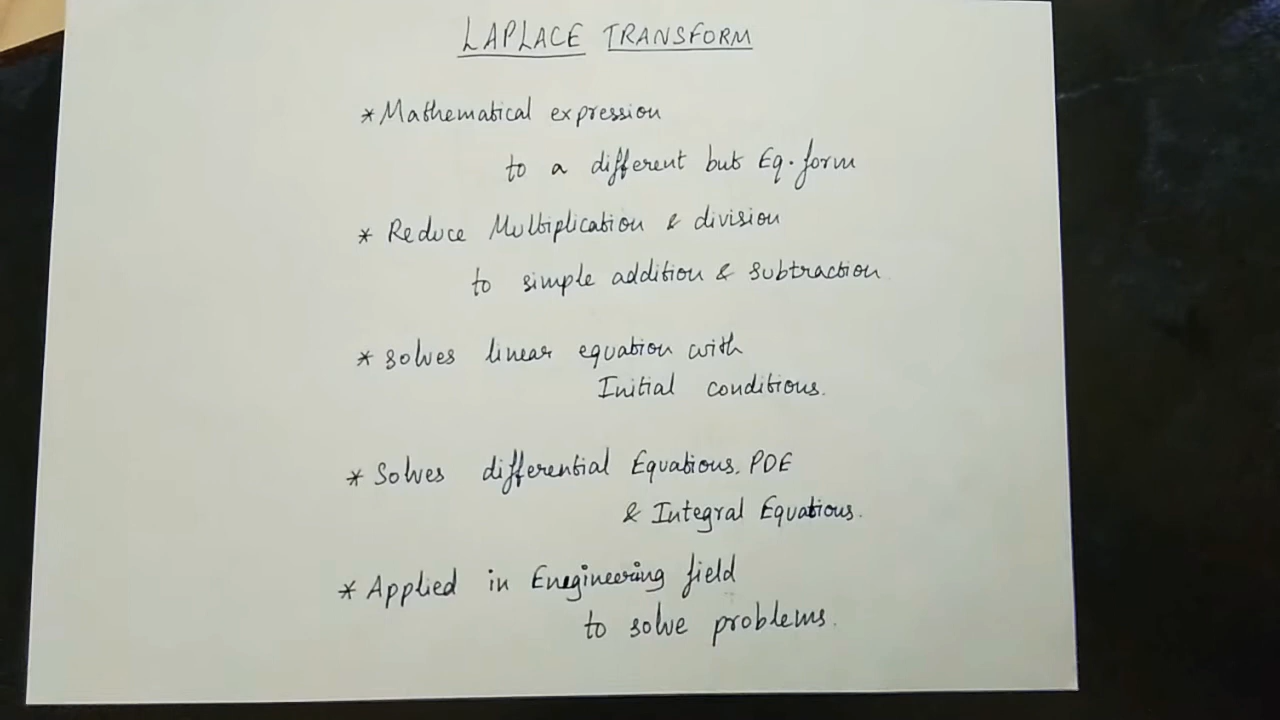 LAPLACE TRANSFORM
* Mathematical expression
to a different but Eq. form
* Reduce Multiplication & division
to simple addition & subtraction
* solves linear equation with
Initial conditions.
* Solves differential Equations, PDE
& Integral Equations.
* Applied in Enegineering field
to solve problems.